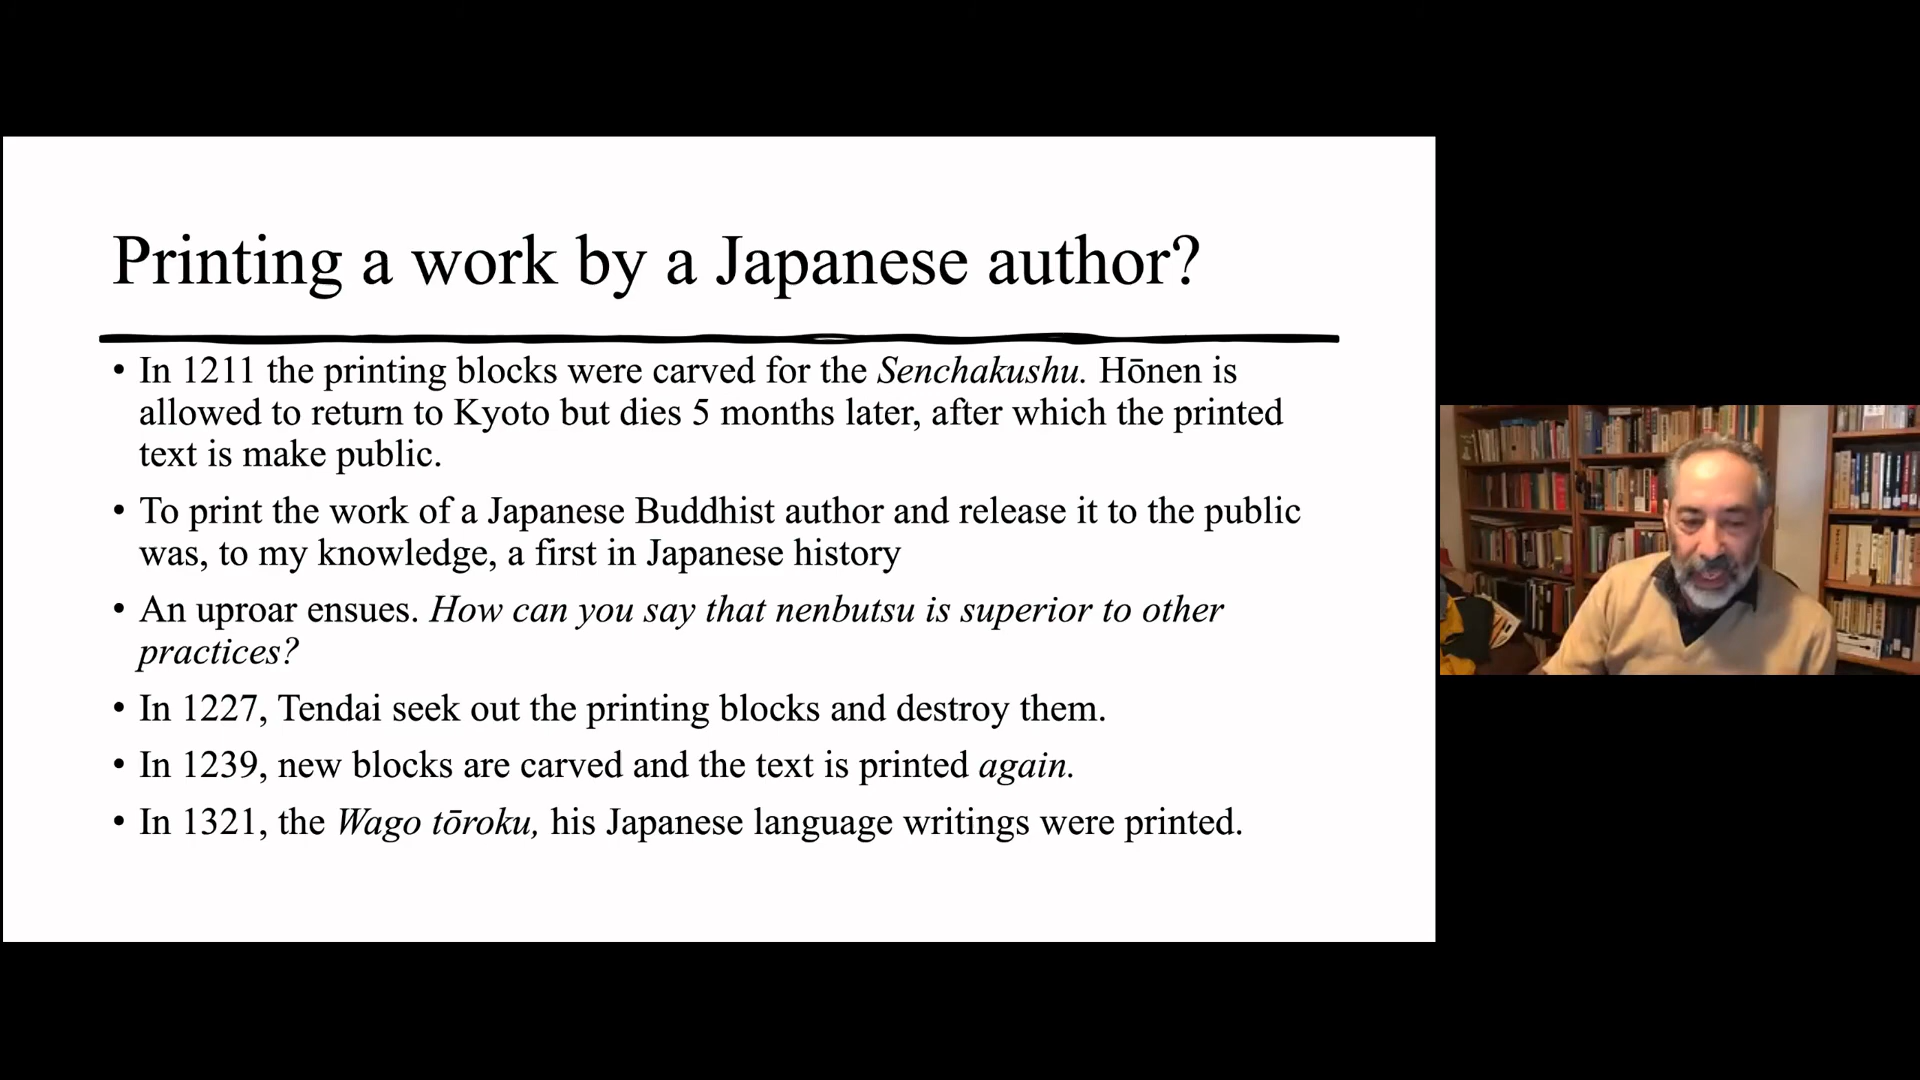 Printing a work by a Japanese author?
• In 1211 the printing blocks were carved for the Senchakushu. Hōnen is
allowed to return to Kyoto but dies 5 months later, after which the printed
text is make public.
• To print the work of a Japanese Buddhist author and release it to the public
was, to my knowledge, a first in Japanese history
• An uproar ensues. How can you say that nenbutsu is superior to other
practices?
• In 1227, Tendai seek out the printing blocks and destroy them.
• In 1239, new blocks are carved and the text is printed again.
• In 1321, the Wago tōroku, his Japanese language writings were printed.